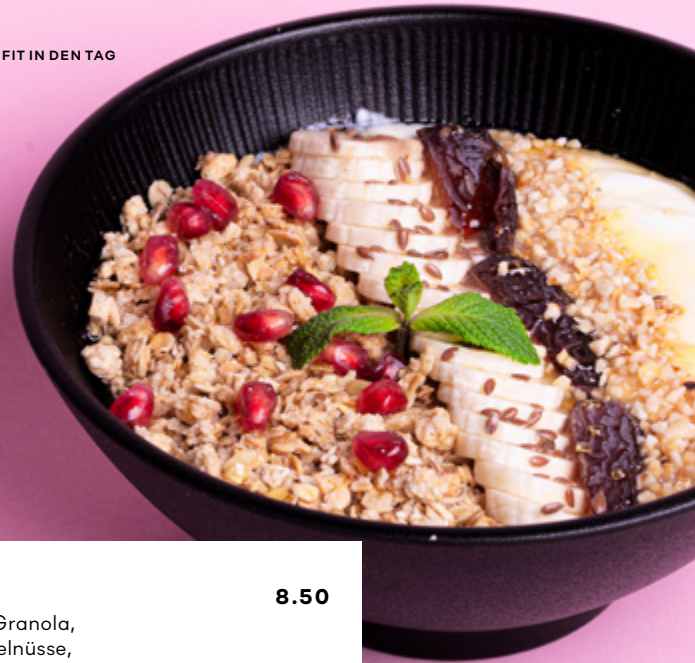 FIT IN DEN TAG
8.50
Granola,
elnüsse,